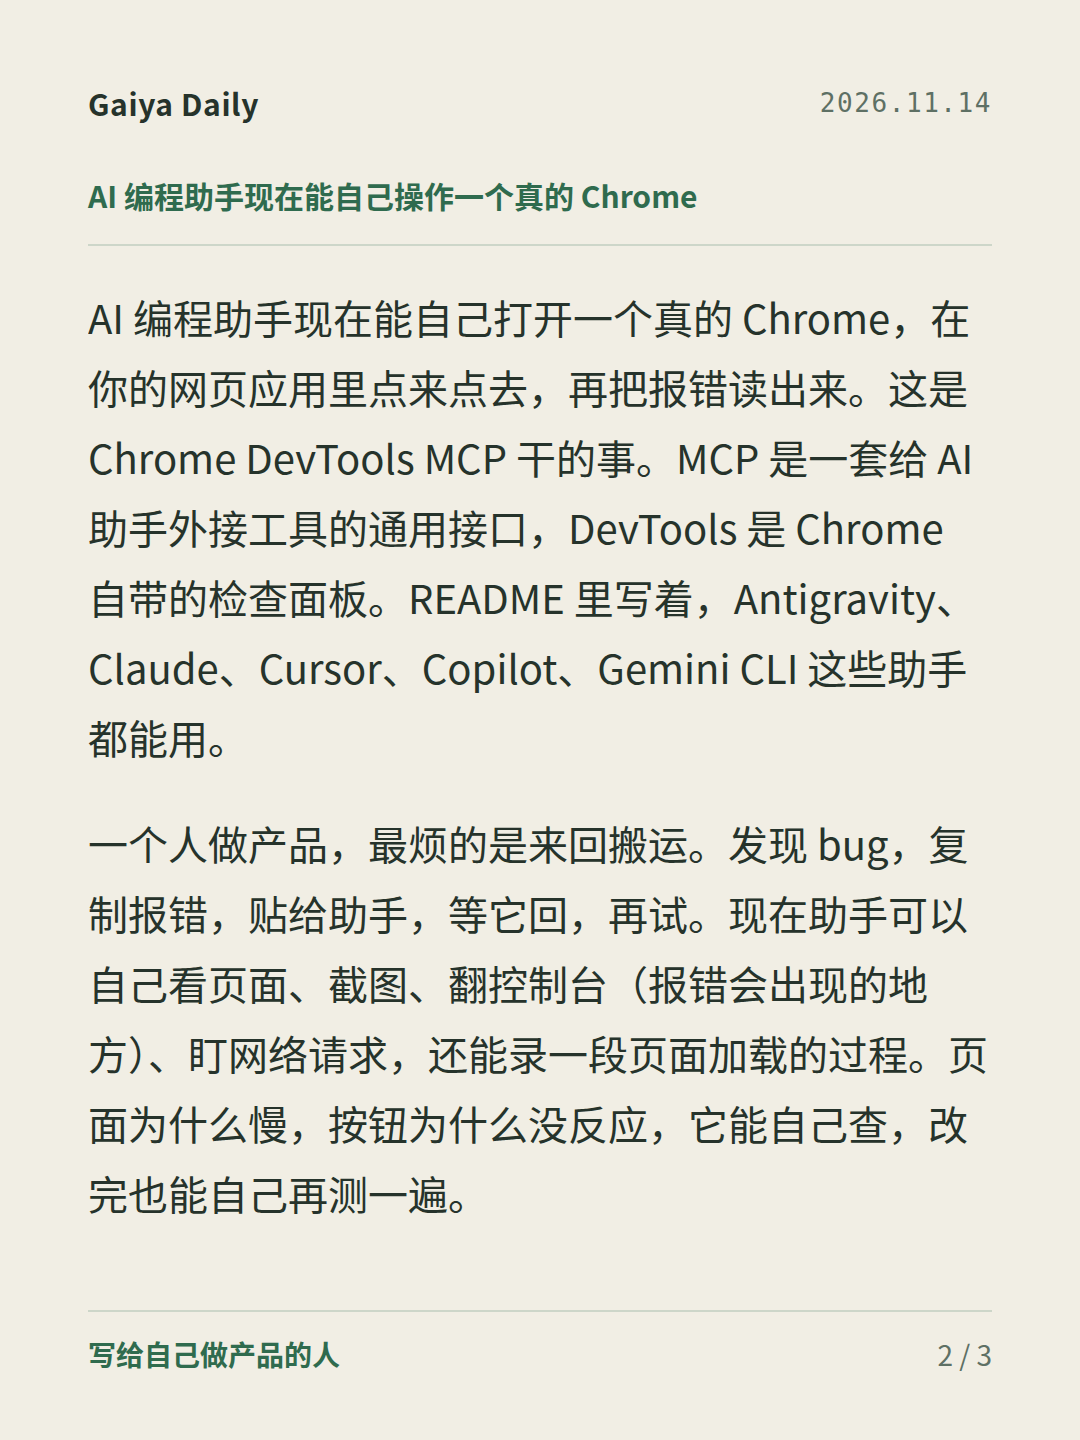 Gaiya Daily
2026.11.14
AI 编程助手现在能自己操作一个真的 Chrome
AI 编程助手现在能自己打开一个真的 Chrome，在
你的网页应用里点来点去，再把报错读出来。这是
Chrome DevTools MCP 干的事。MCP 是一套给 AI
助手外接工具的通用接口，DevTools 是 Chrome
自带的检查面板。README 里写着，Antigravity、
Claude、Cursor、Copilot、Gemini CLI 这些助手
都能用。
一个人做产品，最烦的是来回搬运。发现 bug，复
制报错，贴给助手，等它回，再试。现在助手可以
自己看页面、截图、翻控制台（报错会出现的地
方）、盯网络请求，还能录一段页面加载的过程。页
面为什么慢，按钮为什么没反应，它能自己查，改
完也能自己再测一遍。
写给自己做产品的人
2 / 3